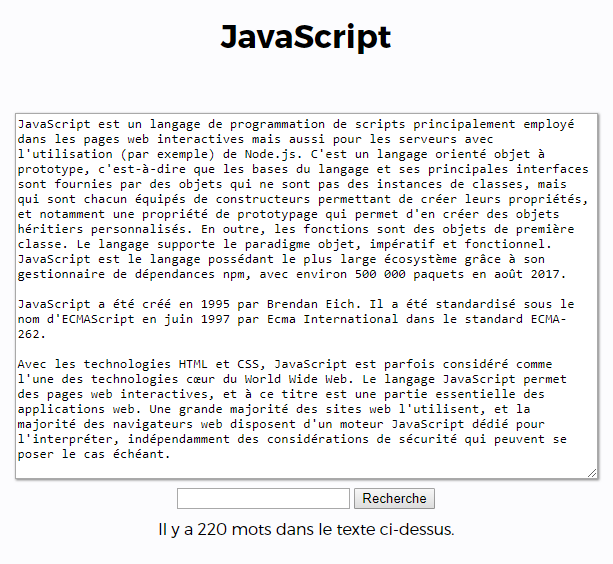 JavaScript
JavaScript est un langage de programmation de scripts principalement employé
dans les pages web interactives mais aussi pour les serveurs avec
l'utilisation (par exemple) de Node.js. C'est un langage orienté objet à
prototype, c'est-à-dire que les bases du langage et ses principales interfaces
sont fournies par des objets qui ne sont pas des instances de classes, mais
qui sont chacun équipés de constructeurs permettant de créer leurs propriétés,
et notamment une propriété de prototypage qui permet d'en créer des objets
héritiers personnalisés. En outre, les fonctions sont des objets de première
classe. Le langage supporte le paradigme objet, impératif et fonctionnel.
JavaScript est le langage possédant le plus large écosystème grâce à son
gestionnaire de dépendances npm, avec environ 500 000 paquets en août 2017.
JavaScript a été créé en 1995 par Brendan Eich. Il a été standardisé sous le
nom d'ECMAScript en juin 1997 par Ecma International dans le standard ECMA-
262.
Avec les technologies HTML et CSS, JavaScript est parfois considéré comme
l'une des technologies cœur du World Wide Web. Le langage JavaScript permet
des pages web interactives, et à ce titre est une partie essentielle des
applications web. Une grande majorité des sites web l'utilisent, et la
majorité des navigateurs web disposent d'un moteur JavaScript dédié pour
l'interpréter, indépendamment des considérations de sécurité qui peuvent se
poser le cas échéant.
Recherche
Il y a 220 mots dans le texte ci-dessus.